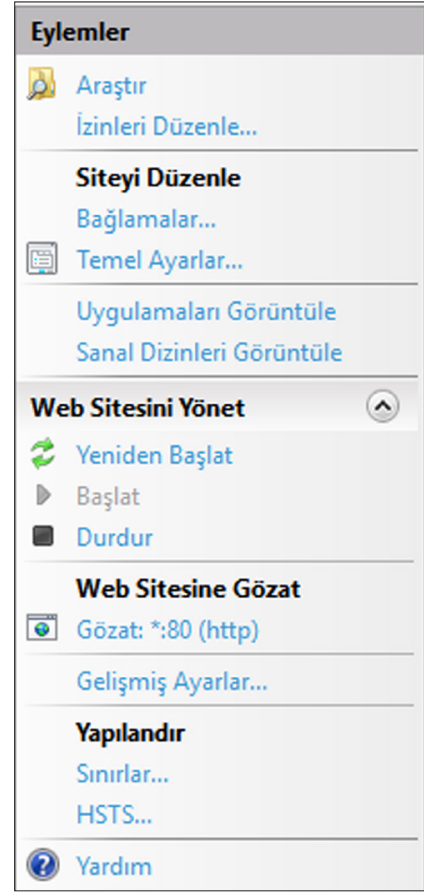 Eylemler
Araştır
İzinleri Düzenle...
Siteyi Düzenle
Bağlamalar...
Temel Ayarlar...
Uygulamaları Görüntüle
Sanal Dizinleri Görüntüle
Web Sitesini Yönet
Yeniden Başlat
Başlat
Durdur
Web Sitesine Gözat
Gözat: *:80 (http)
Gelişmiş Ayarlar...
Yapılandır
Sınırlar...
HSTS...
Yardım